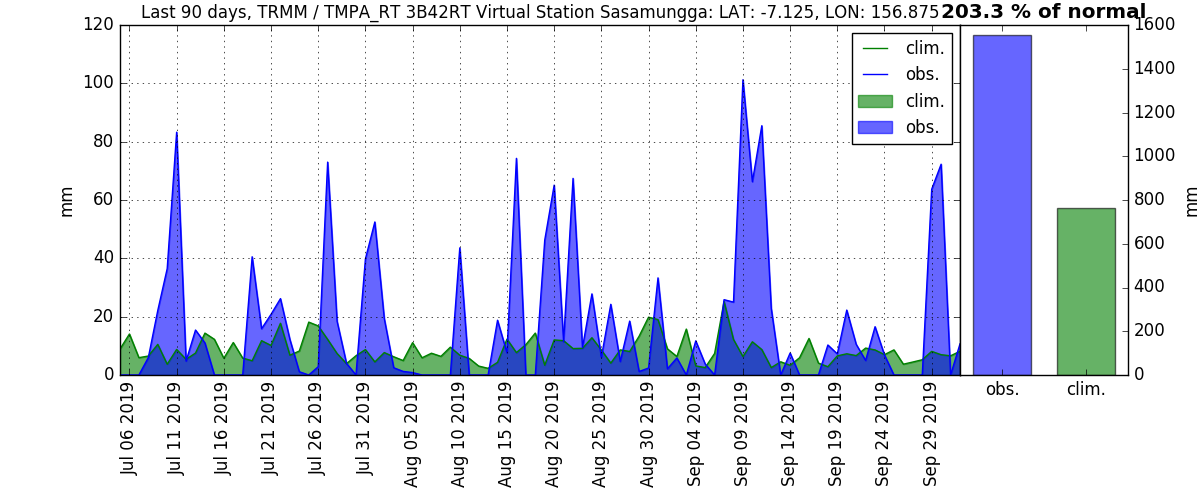 Last 90 days, TRMM / TMPA_RT 3B42RT Virtual Station Sasamungga: LAT: -7.125, LON: 156.875
203.3 % of normal
mm
120
100
80
60
40
20
0
clim.
obs.
clim.
obs.
Jul 06 2019
Jul 11 2019
Jul 16 2019
Jul 21 2019
Jul 26 2019
Jul 31 2019
Aug 05 2019
Aug 10 2019
Aug 15 2019
Aug 20 2019
Aug 25 2019
Aug 30 2019
Sep 04 2019
Sep 09 2019
Sep 14 2019
Sep 19 2019
Sep 24 2019
Sep 29 2019
1600
1400
1200
1000
800
600
400
200
0
mm
obs.
clim.